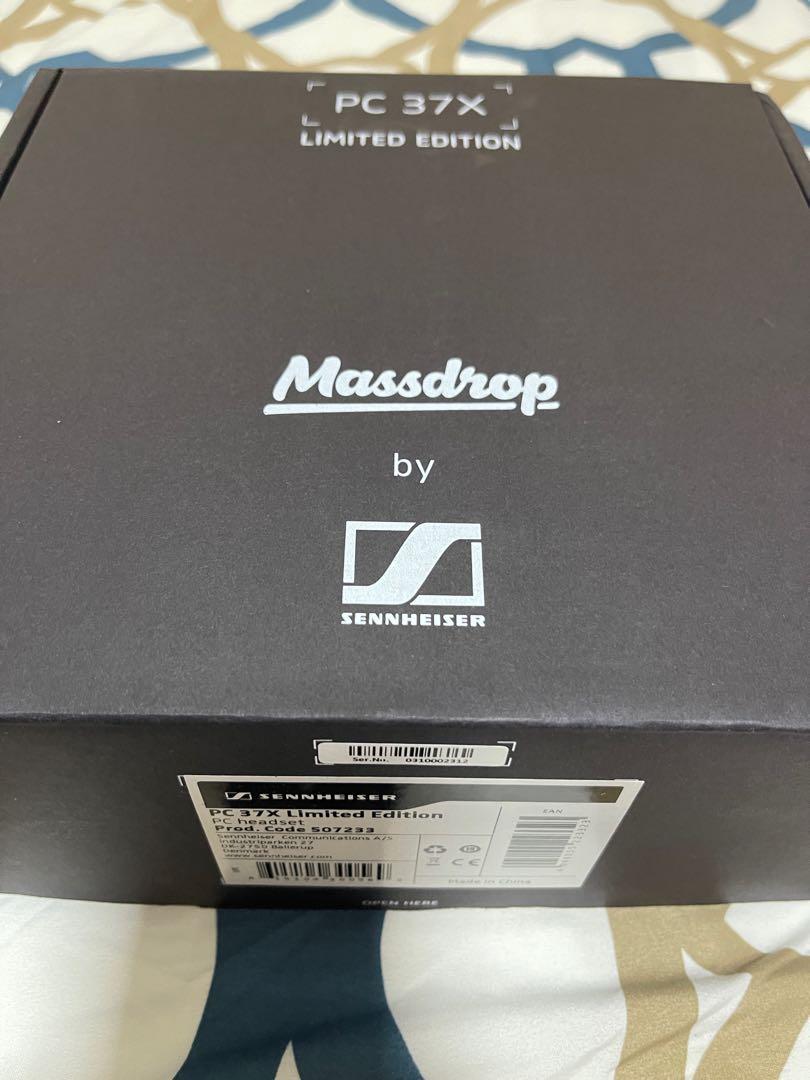 PC 37X
LIMITED EDITION
Massdrop
by
SENNHEISER
Ser.No. 0310002312
SENNHEISER
PC 37X Limited Edition
PC headset
Prod. Code 507233
Sennheiser Communications A/S
Industriparken 27
DK-2750 Ballerup
Denmark
www.sennheiser.com
EAN
CE
Made in China
OPEN HERE